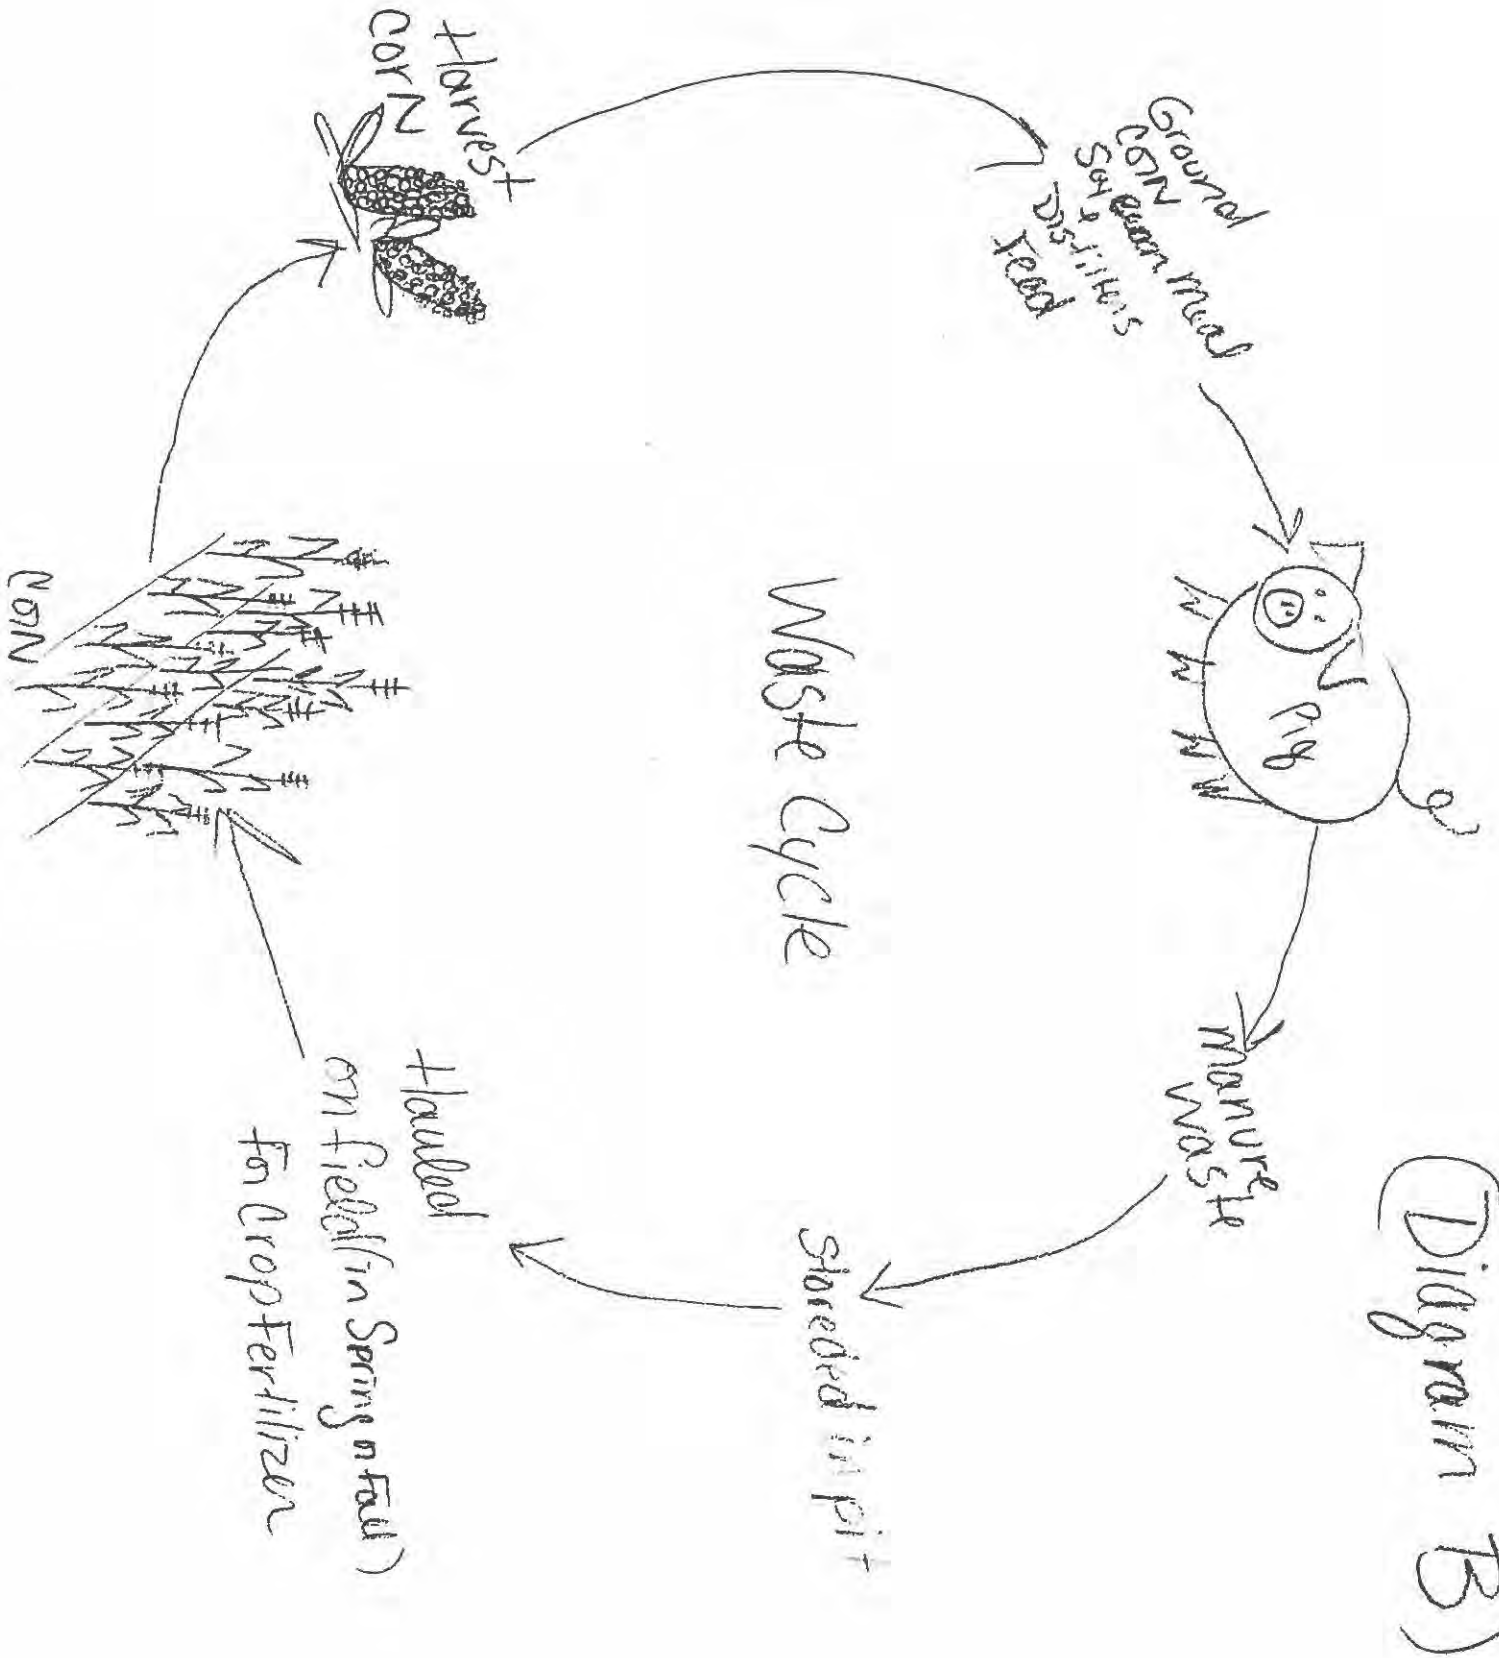 (Diagram B)
Pig
manure
Waste
Stored in pit
Hauled
on field (in Spring or Fall)
For Crop Fertilizer
Corn
Harvest
Corn
Ground
Corn
Soybean meal
Distillers
Feed
Waste Cycle